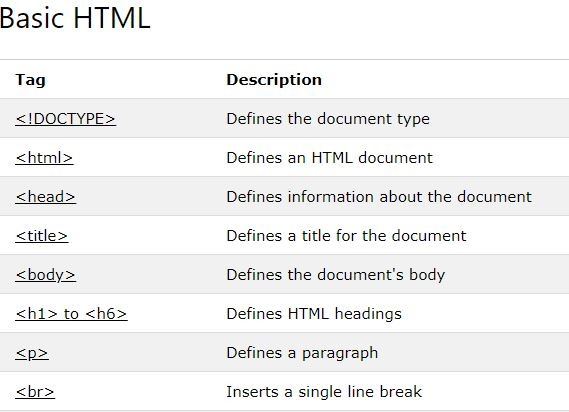 Basic HTML
Tag Description
<!DOCTYPE> Defines the document type
<html> Defines an HTML document
<head> Defines information about the document
<title> Defines a title for the document
<body> Defines the document's body
<h1> to <h6> Defines HTML headings
<p> Defines a paragraph
<br> Inserts a single line break